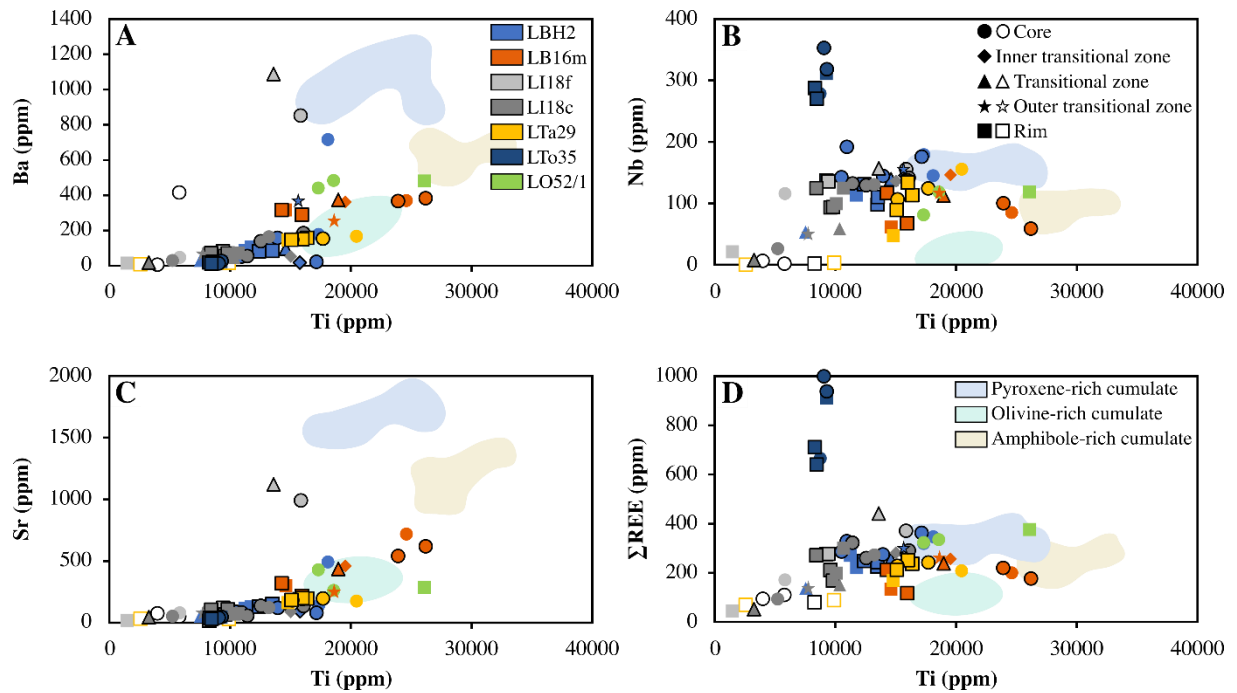 A
Ba (ppm)
1400
1200
1000
800
600
400
200
0
0 10000 20000 30000 40000
Ti (ppm)
LBH2
LB16m
LI18f
LI18c
LTa29
LTo35
LO52/1
B
Nb (ppm)
400
300
200
100
0
0 10000 20000 30000 40000
Ti (ppm)
Core
Inner transitional zone
Transitional zone
Outer transitional zone
Rim
C
Sr (ppm)
2000
1500
1000
500
0
0 10000 20000 30000 40000
Ti (ppm)
D
∑REE (ppm)
1000
800
600
400
200
0
0 10000 20000 30000 40000
Ti (ppm)
Pyroxene-rich cumulate
Olivine-rich cumulate
Amphibole-rich cumulate